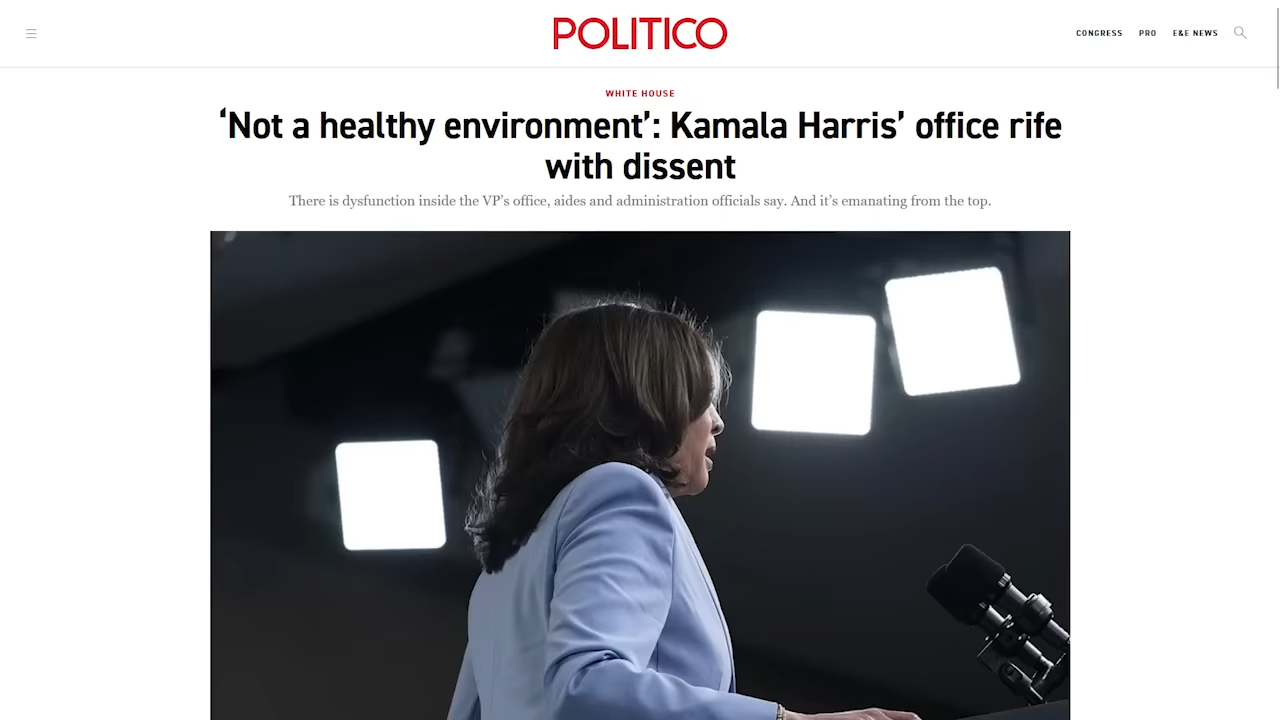 POLITICO
CONGRESS PRO E&E NEWS
WHITE HOUSE
‘Not a healthy environment’: Kamala Harris’ office rife
with dissent
There is dysfunction inside the VP’s office, aides and administration officials say. And it’s emanating from the top.